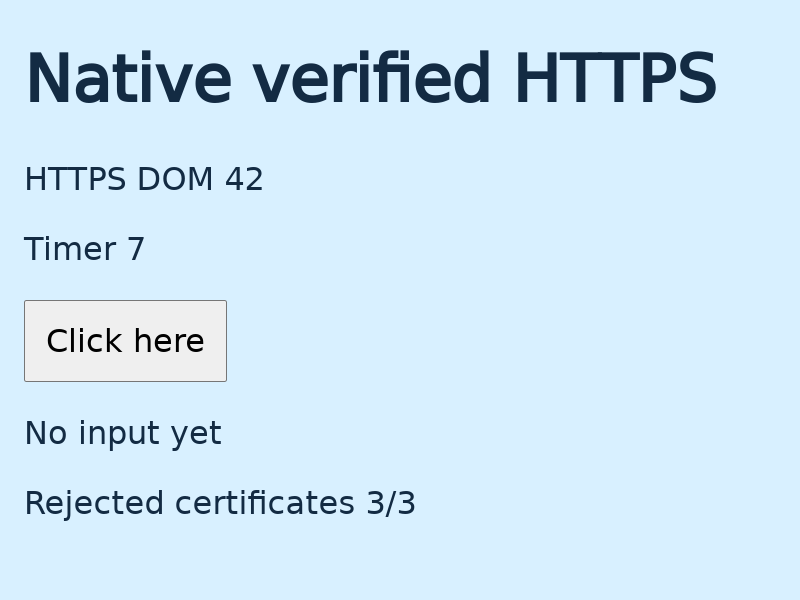 Native verified HTTPS
HTTPS DOM 42
Timer 7
Click here
No input yet
Rejected certificates 3/3